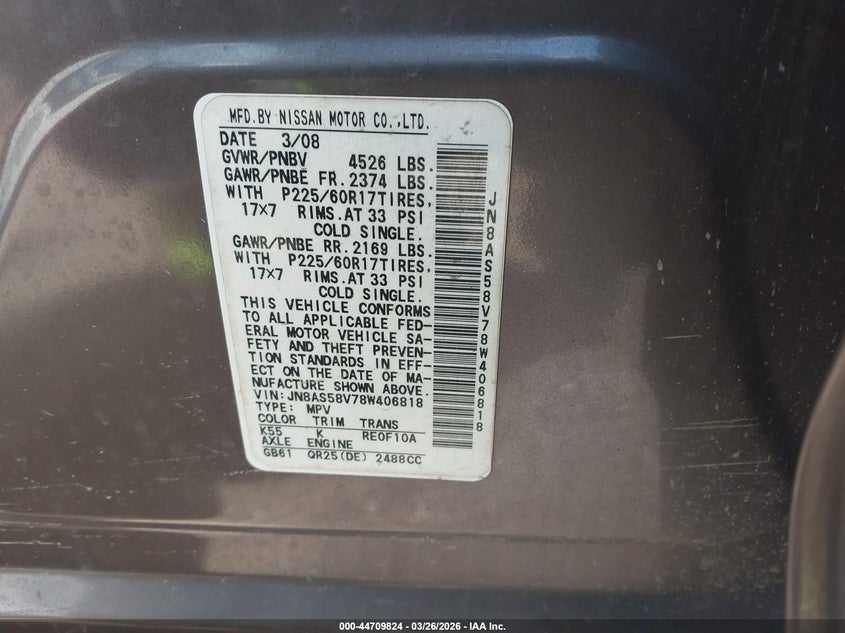 MFD.BY NISSAN MOTOR CO.,LTD.
DATE 3/08
GVWR/PNBV 4526 LBS.
GAWR/PNBE FR.2374 LBS.
WITH P225/60R17TIRES,
17×7 RIMS.AT 33 PSI
COLD SINGLE.
GAWR/PNBE RR.2169 LBS.
WITH P225/60R17TIRES,
17×7 RIMS.AT 33 PSI
COLD SINGLE.
THIS VEHICLE CONFORMS
TO ALL APPLICABLE FED-
ERAL MOTOR VEHICLE SA-
FETY AND THEFT PREVEN-
TION STANDARDS IN EFF-
ECT ON THE DATE OF MA-
NUFACTURE SHOWN ABOVE.
VIN:JN8AS58V78W406818
TYPE: MPV
COLOR TRIM TRANS
K55 K RE0F10A
AXLE ENGINE
GB61 QR25(DE) 2488CC
JN8AS58V78W406818
000-44709824 | 03/26/2026 - IAA Inc.